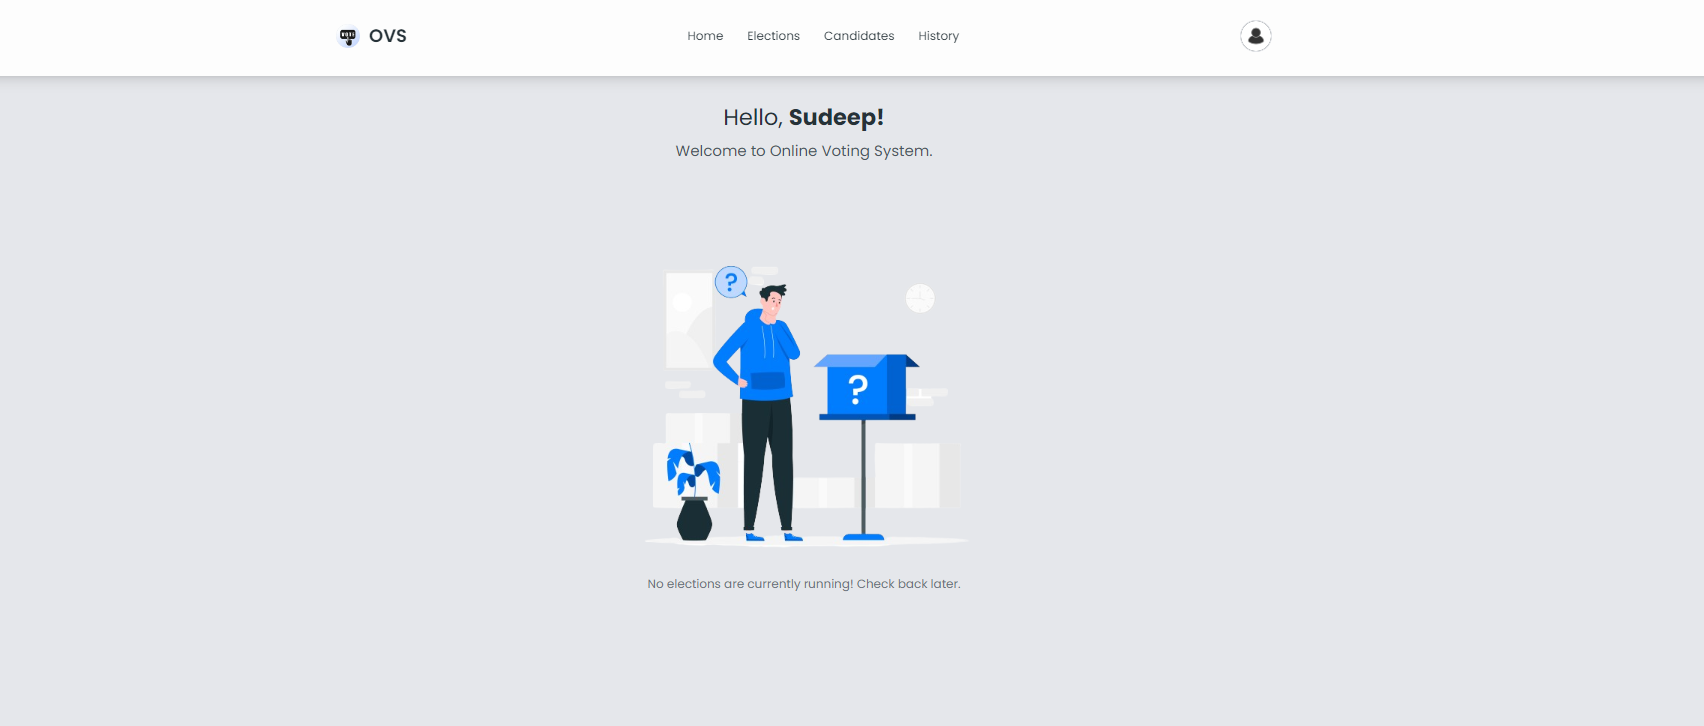 OVS
Home Elections Candidates History
Hello, Sudeep!
Welcome to Online Voting System.
?
?
No elections are currently running! Check back later.